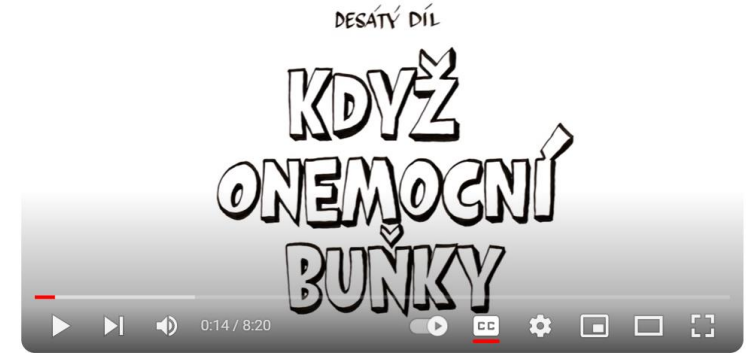 DESÁTÝ DÍL
KDYŽ
ONEMOCNÍ
BUŇKY
0:14 / 8:20
CC